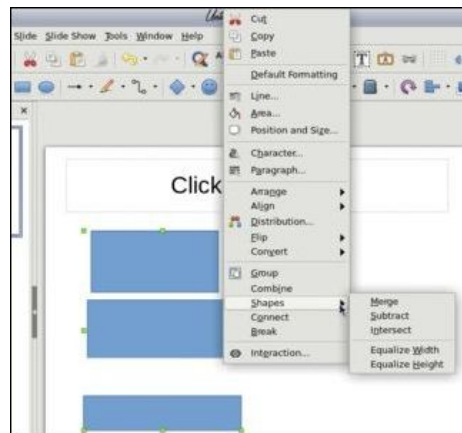 Slide Slide Show Tools Window Help
Click
Cut
Copy
Paste
Default Formatting
Line...
Area...
Position and Size...
Character...
Paragraph...
Arrange
Align
Distribution...
Flip
Convert
Group
Combine
Shapes
Connect
Break
Interaction...
Merge
Subtract
Intersect
Equalize Width
Equalize Height